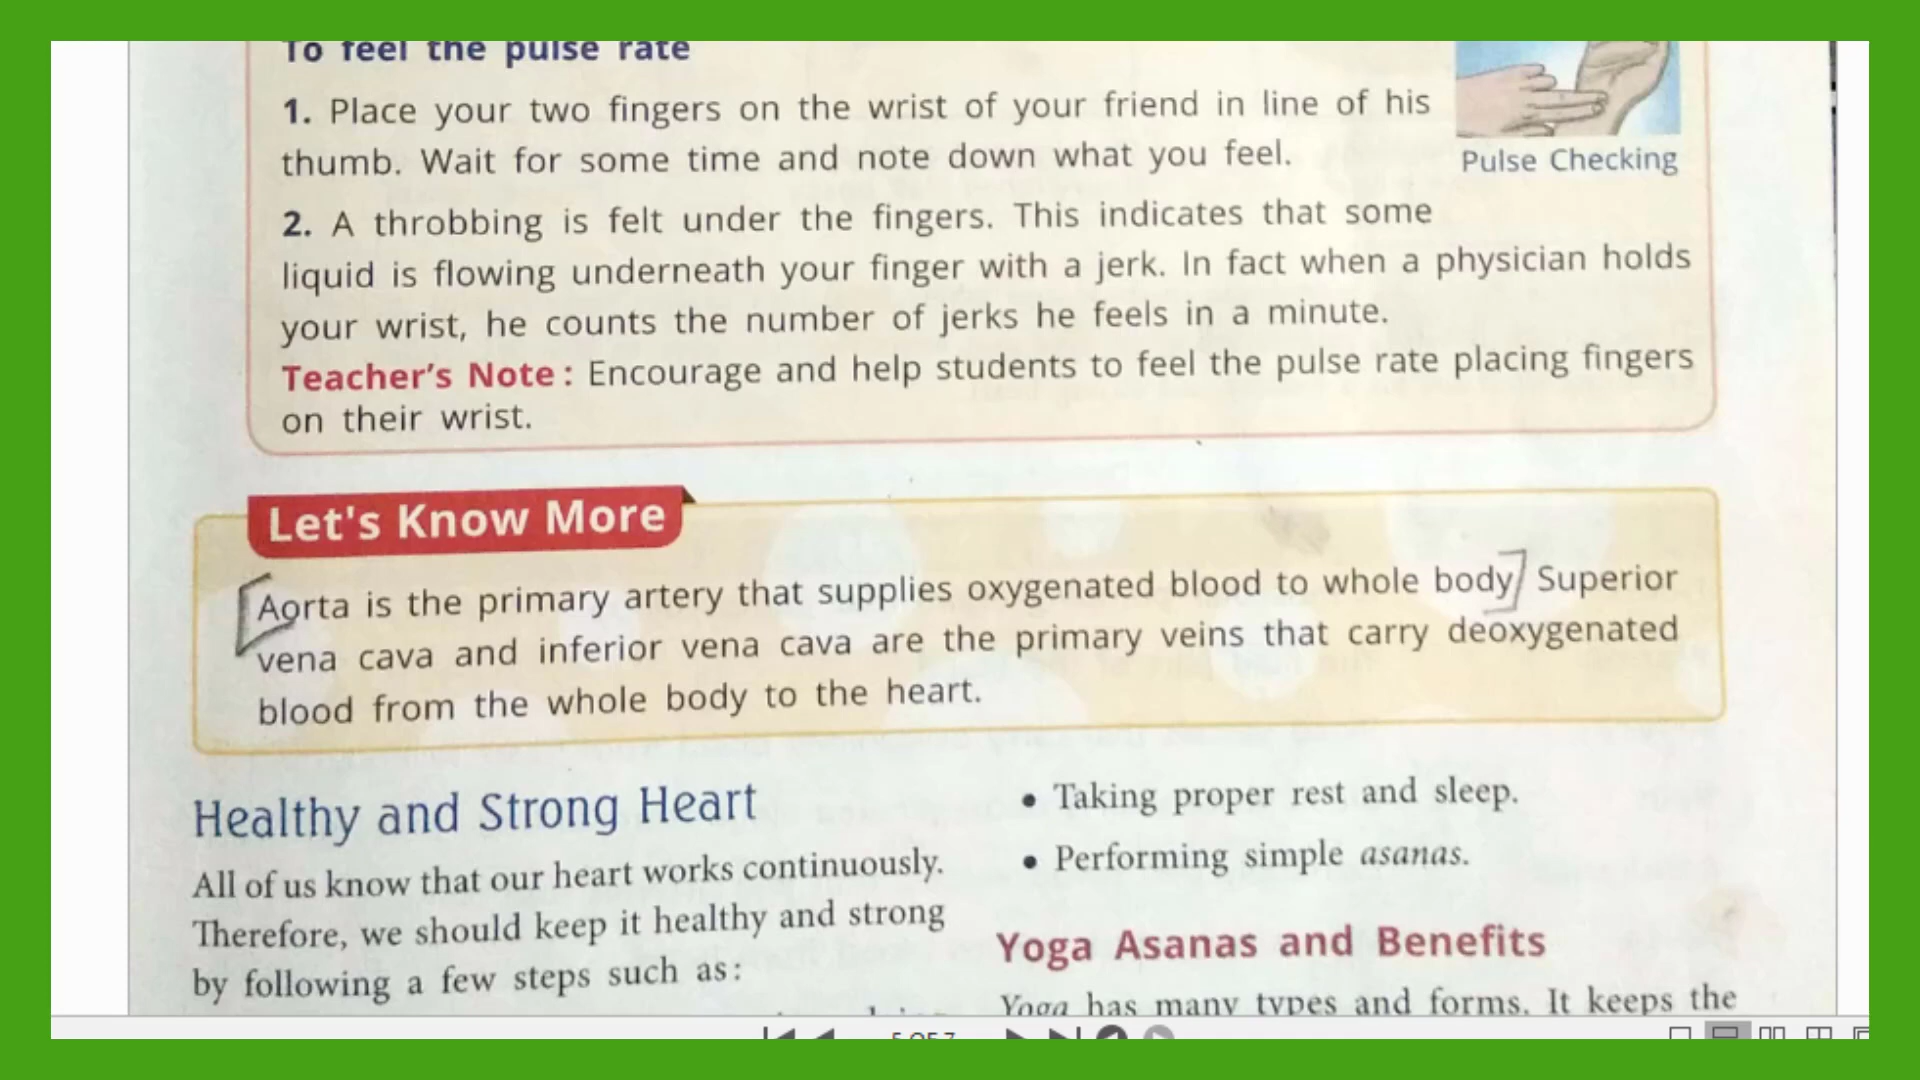 To feel the pulse rate
1. Place your two fingers on the wrist of your friend in line of his
thumb. Wait for some time and note down what you feel.
Pulse Checking
2. A throbbing is felt under the fingers. This indicates that some
liquid is flowing underneath your finger with a jerk. In fact when a physician holds
your wrist, he counts the number of jerks he feels in a minute.
Teacher's Note : Encourage and help students to feel the pulse rate placing fingers
on their wrist.
Let's Know More
Aorta is the primary artery that supplies oxygenated blood to whole body Superior
vena cava and inferior vena cava are the primary veins that carry deoxygenated
blood from the whole body to the heart.
Healthy and Strong Heart
All of us know that our heart works continuously.
Therefore, we should keep it healthy and strong
by following a few steps such as:
• Taking proper rest and sleep.
• Performing simple asanas.
Yoga Asanas and Benefits
Yoga has many types and forms. It keeps the
5 OF 7